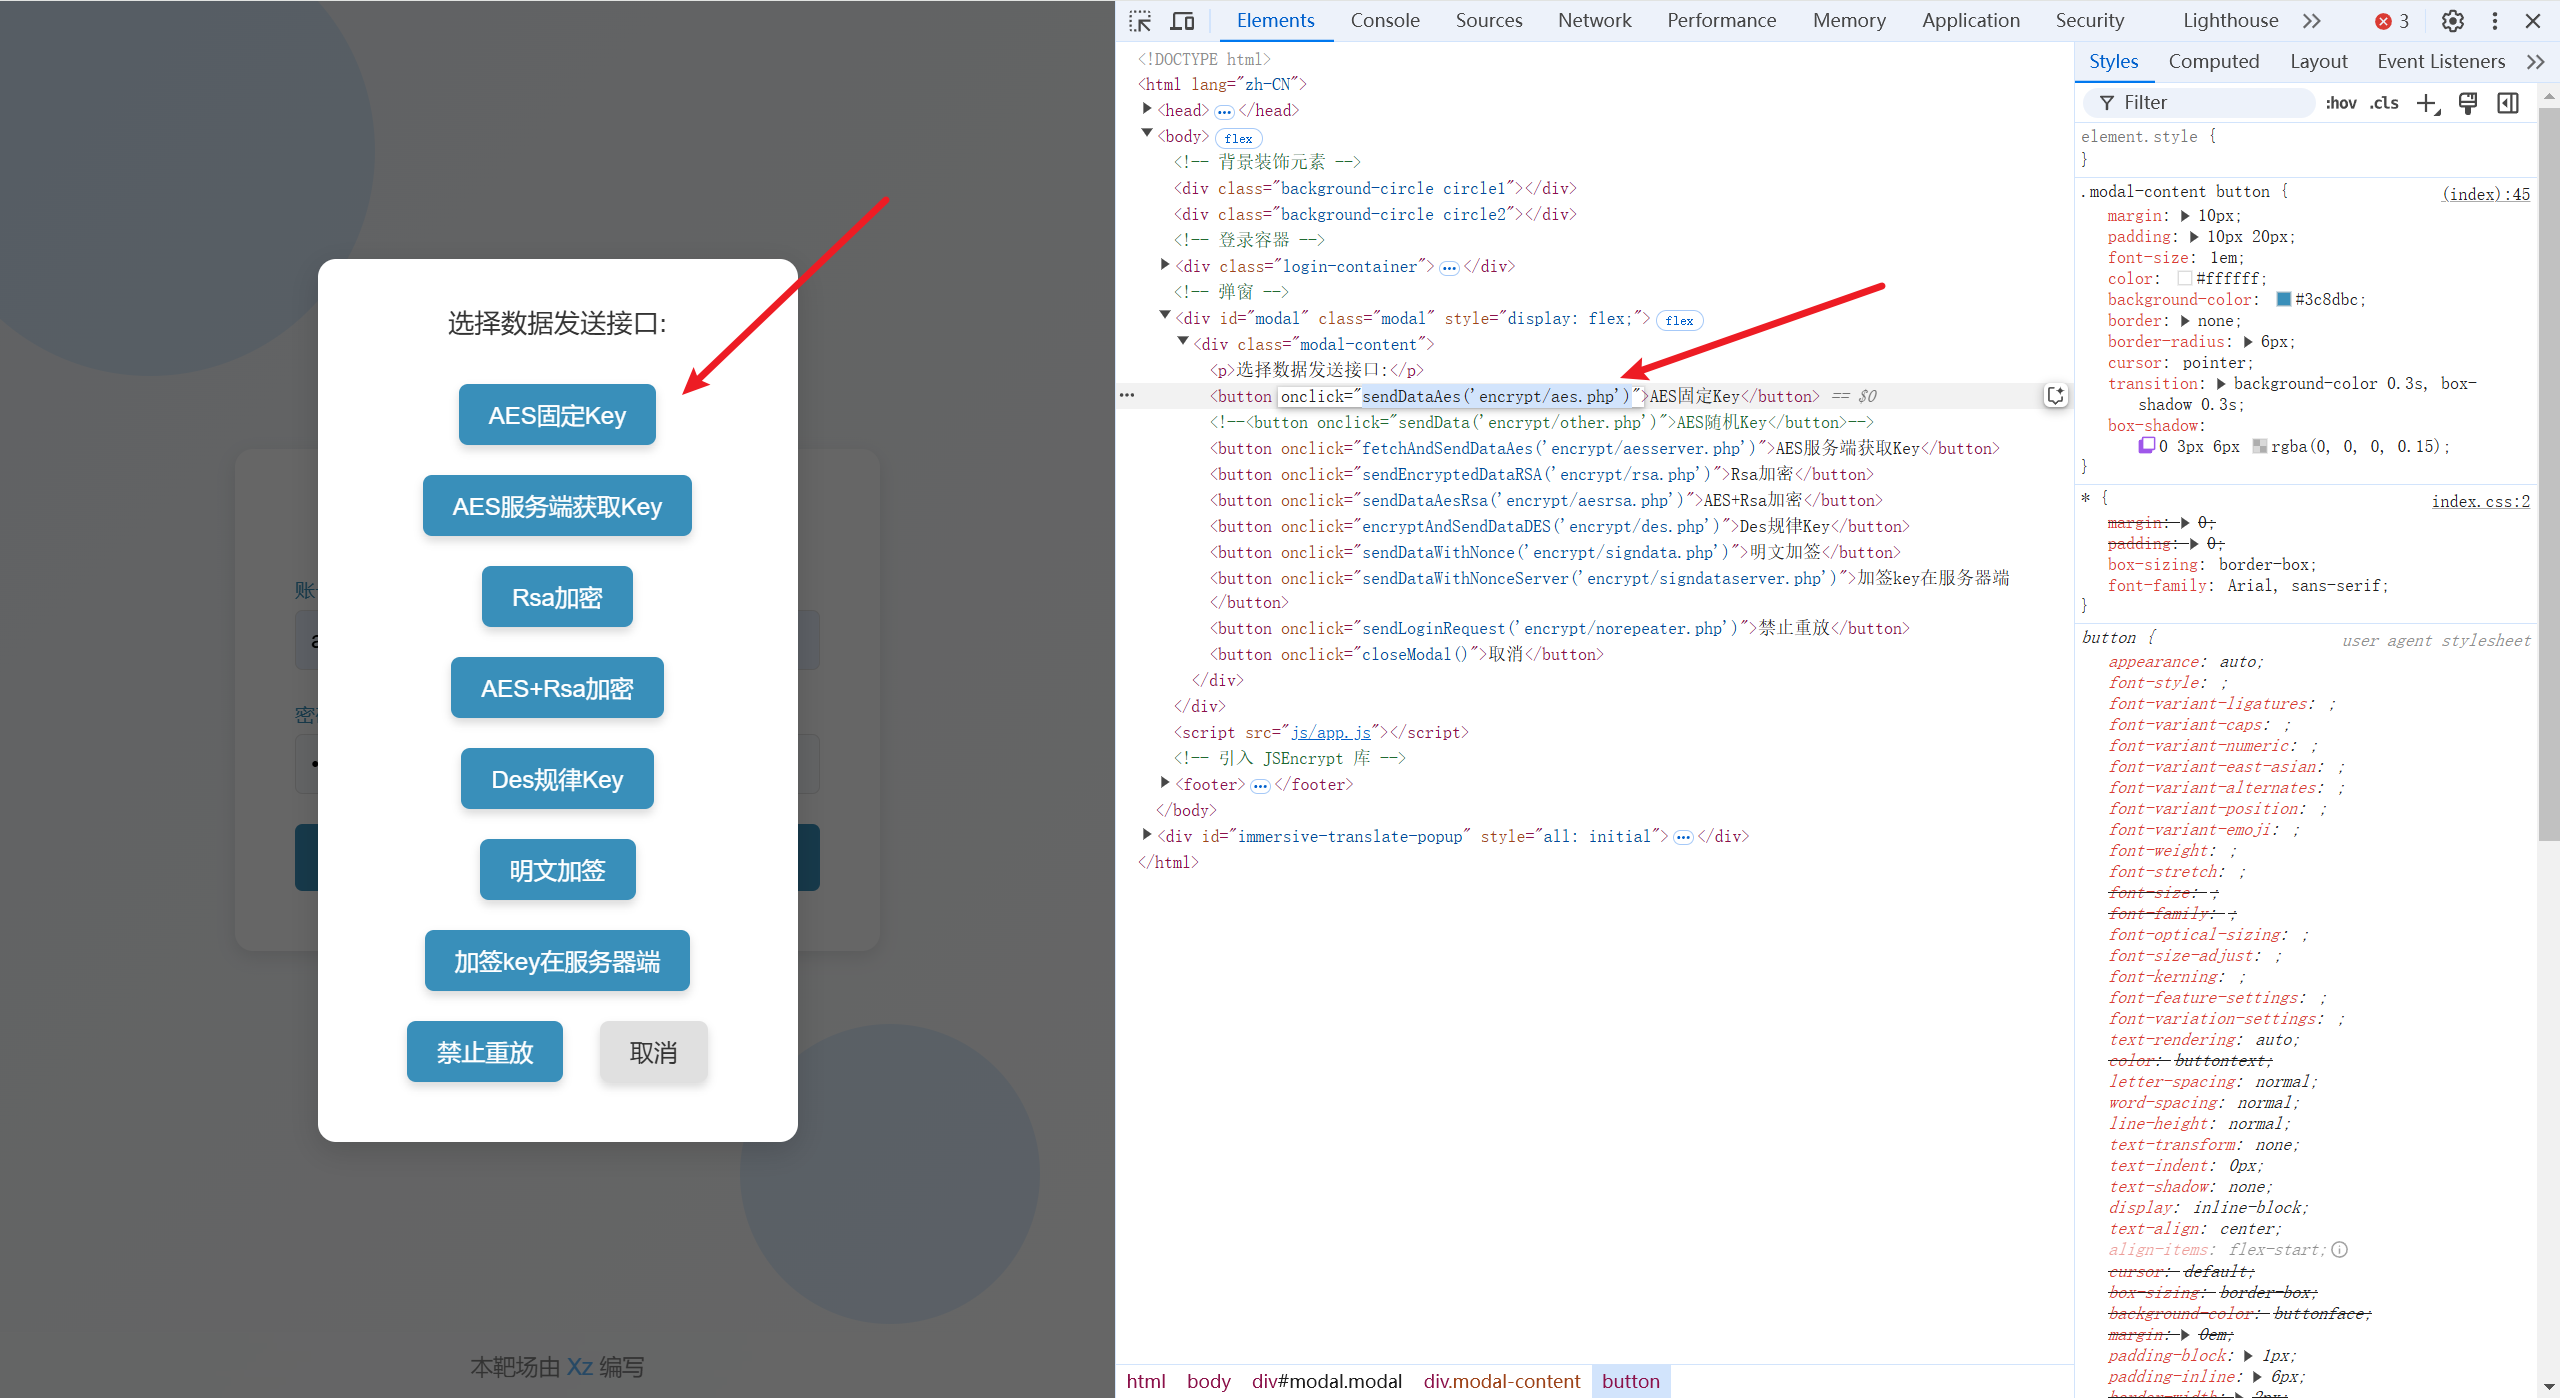 选择数据发送接口:
AES固定Key
AES服务端获取Key
Rsa加密
AES+Rsa加密
Des规律Key
明文加签
加签key在服务器端
禁止重放
取消
本靶场由 Xz 编写
Elements
Console
Sources
Network
Performance
Memory
Application
Security
Lighthouse
3
<!DOCTYPE html>
<html lang="zh-CN">
<head> </head>
<body> flex
<!-- 背景装饰元素 -->
<div class="background-circle circle1"></div>
<div class="background-circle circle2"></div>
<!-- 登录容器 -->
<div class="login-container"> </div>
<!-- 弹窗 -->
<div id="modal" class="modal" style="display: flex;"> flex
<div class="modal-content">
<p>选择数据发送接口:</p>
<button onclick="sendDataAes('encrypt/aes.php')">AES固定Key</button> == $0
<!--<button onclick="sendData('encrypt/other.php')">AES随机Key</button>-->
<button onclick="fetchAndSendDataAes('encrypt/aesserver.php')">AES服务端获取Key</button>
<button onclick="sendEncryptedDataRSA('encrypt/rsa.php')">Rsa加密</button>
<button onclick="sendDataAesRsa('encrypt/aesrsa.php')">AES+Rsa加密</button>
<button onclick="encryptAndSendDataDES('encrypt/des.php')">Des规律Key</button>
<button onclick="sendDataWithNonce('encrypt/signdata.php')">明文加签</button>
<button onclick="sendDataWithNonceServer('encrypt/signdataserver.php')">加签key在服务器端
</button>
<button onclick="sendLoginRequest('encrypt/norepeater.php')">禁止重放</button>
<button onclick="closeModal()">取消</button>
</div>
</div>
<script src="js/app.js"></script>
<!-- 引入 JSEncrypt 库 -->
<footer> </footer>
</body>
<div id="immersive-translate-popup" style="all: initial"> </div>
</html>
html body div#modal.modal div.modal-content button
Styles
Computed
Layout
Event Listeners
Filter
:hov .cls
element.style {
}
.modal-content button { (index):45
margin: 10px;
padding: 10px 20px;
font-size: 1em;
color: #ffffff;
background-color: #3c8dbc;
border: none;
border-radius: 6px;
cursor: pointer;
transition: background-color 0.3s, box-
shadow 0.3s;
box-shadow:
0 3px 6px rgba(0, 0, 0, 0.15);
}
* { index.css:2
margin: 0;
padding: 0;
box-sizing: border-box;
font-family: Arial, sans-serif;
}
button { user agent stylesheet
appearance: auto;
font-style: ;
font-variant-ligatures: ;
font-variant-caps: ;
font-variant-numeric: ;
font-variant-east-asian: ;
font-variant-alternates: ;
font-variant-position: ;
font-variant-emoji: ;
font-weight: ;
font-stretch: ;
font-size: ;
font-family: ;
font-optical-sizing: ;
font-size-adjust: ;
font-kerning: ;
font-feature-settings: ;
font-variation-settings: ;
text-rendering: auto;
color: buttontext;
letter-spacing: normal;
word-spacing: normal;
line-height: normal;
text-transform: none;
text-indent: 0px;
text-shadow: none;
display: inline-block;
text-align: center;
align-items: flex-start;
cursor: default;
box-sizing: border-box;
background-color: buttonface;
margin: 0em;
padding-block: 1px;
padding-inline: 6px;